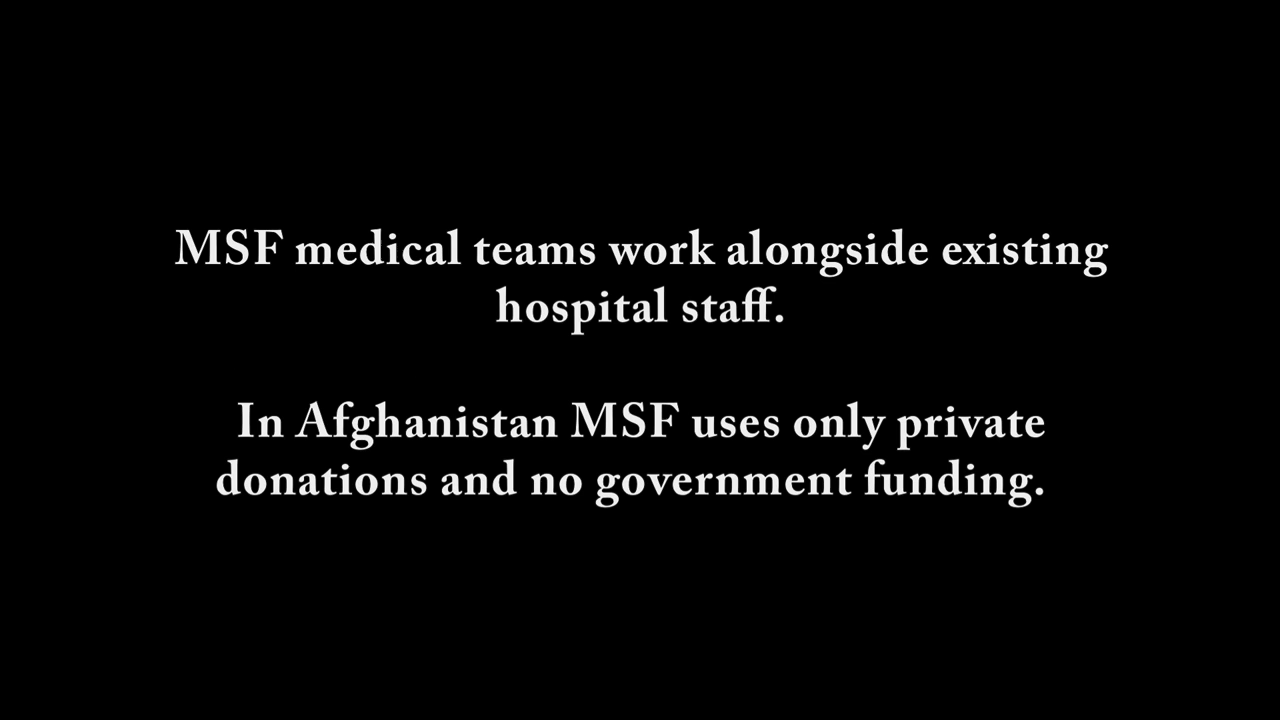 MSF medical teams work alongside existing
hospital staff.
In Afghanistan MSF uses only private
donations and no government funding.